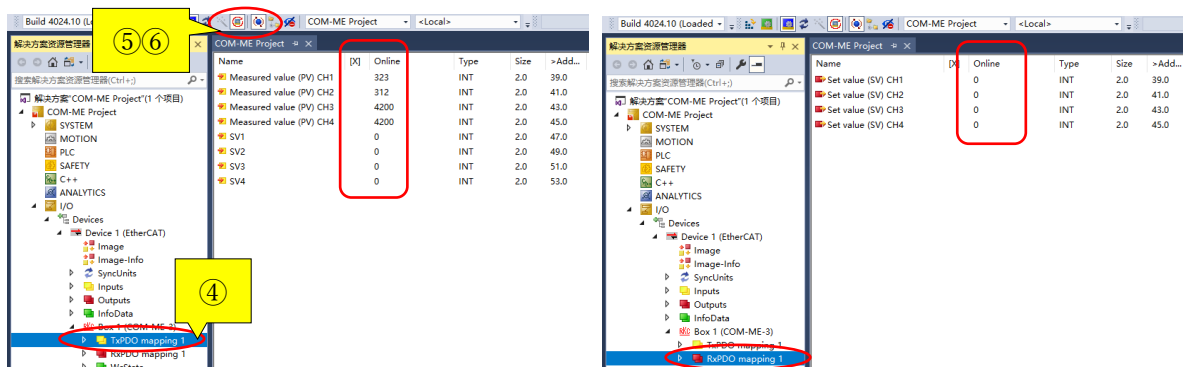 Build 4024.10 (L
COM-ME Project
<Local>
⑤⑥
解决方案资源管理器
COM-ME Project
搜索解决方案资源管理器(Ctrl+;)
解决方案"COM-ME Project"(1 个项目)
COM-ME Project
SYSTEM
MOTION
PLC
SAFETY
C++
ANALYTICS
I/O
Devices
Device 1 (EtherCAT)
Image
Image-Info
SyncUnits
Inputs
Outputs
InfoData
Box 1 (COM-ME-3)
TxPDO mapping 1
RxPDO mapping 1
④
Name [X] Online Type Size >Add...
Measured value (PV) CH1 323 INT 2.0 39.0
Measured value (PV) CH2 312 INT 2.0 41.0
Measured value (PV) CH3 4200 INT 2.0 43.0
Measured value (PV) CH4 4200 INT 2.0 45.0
SV1 0 INT 2.0 47.0
SV2 0 INT 2.0 49.0
SV3 0 INT 2.0 51.0
SV4 0 INT 2.0 53.0
Build 4024.10 (Loaded
COM-ME Project
<Local>
解决方案资源管理器
COM-ME Project
搜索解决方案资源管理器(Ctrl+;)
解决方案"COM-ME Project"(1 个项目)
COM-ME Project
SYSTEM
MOTION
PLC
SAFETY
C++
ANALYTICS
I/O
Devices
Device 1 (EtherCAT)
Image
Image-Info
SyncUnits
Inputs
Outputs
InfoData
Box 1 (COM-ME-3)
TxPDO mapping 1
RxPDO mapping 1
Name [X] Online Type Size >Add...
Set value (SV) CH1 0 INT 2.0 39.0
Set value (SV) CH2 0 INT 2.0 41.0
Set value (SV) CH3 0 INT 2.0 43.0
Set value (SV) CH4 0 INT 2.0 45.0